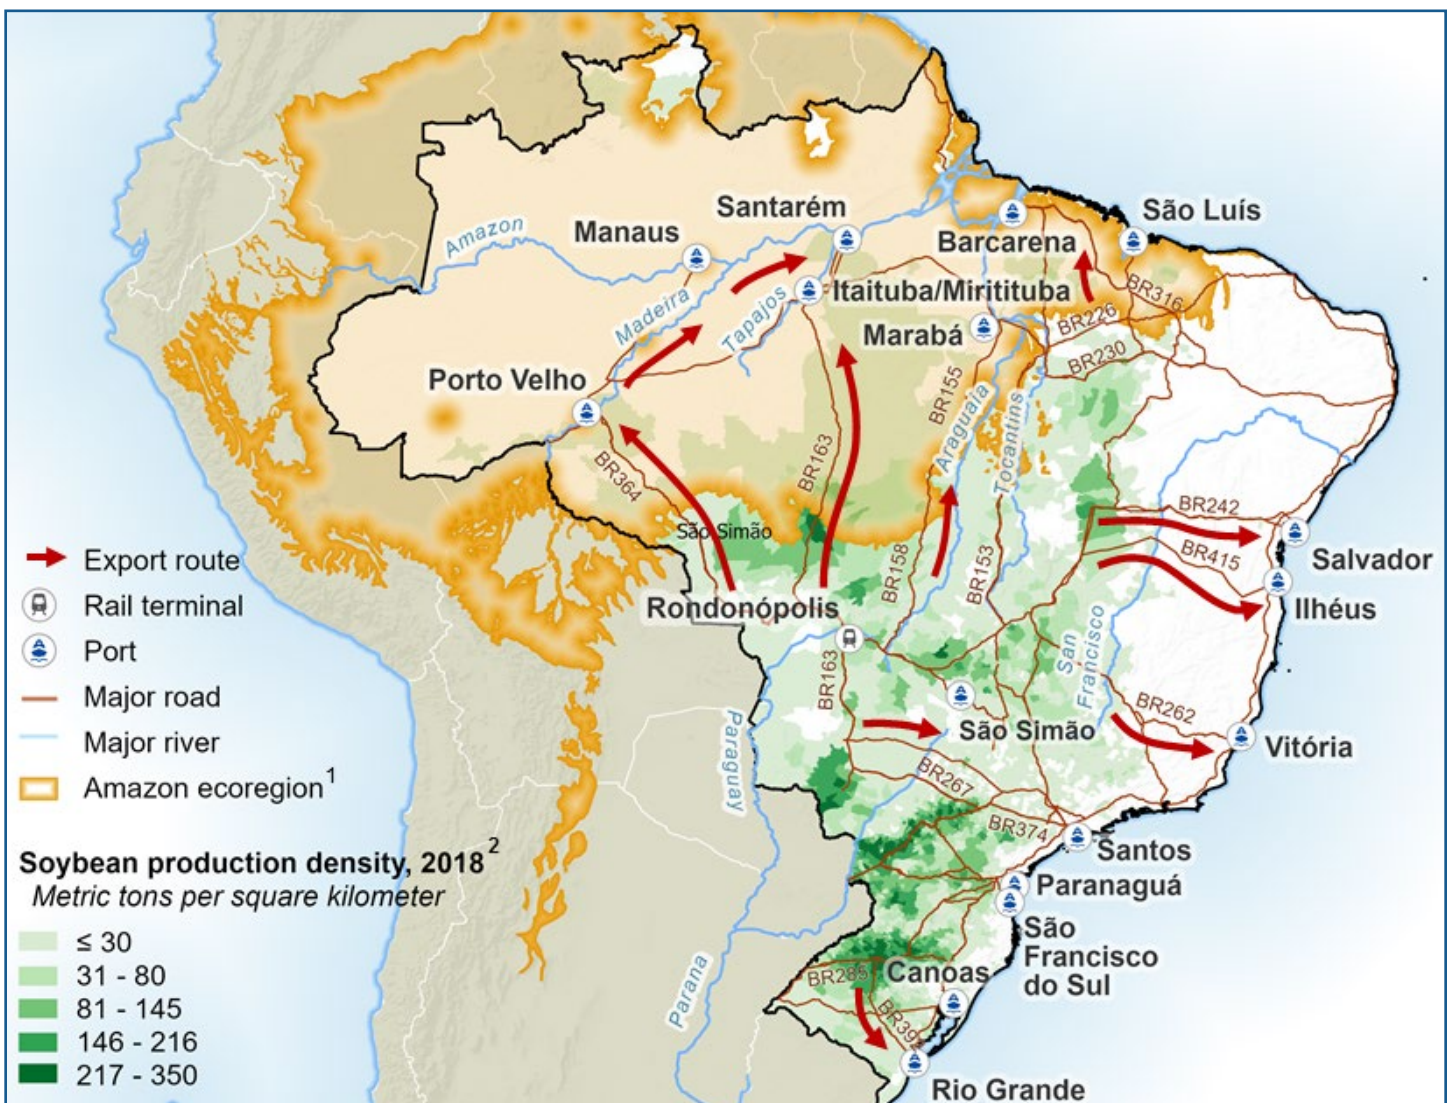 Santarém
São Luís
Manaus
Amazon
Barcarena
Itaituba/Miritituba
BR316
Madeira
Tapajos
BR226
Marabá
BR230
Porto Velho
BR155
Araguaia
Tocantins
BR163
BR364
BR242
São Simão
Salvador
BR415
BR158
BR153
Ilhéus
Rondonópolis
San
Francisco
BR163
BR262
São Simão
Vitória
Paraguay
BR267
BR374
Santos
Paranaguá
São
Francisco
do Sul
Canoas
BR285
Parana
BR392
Rio Grande
Export route
Rail terminal
Port
Major road
Major river
Amazon ecoregion1
Soybean production density, 2018 2
Metric tons per square kilometer
≤ 30
31 - 80
81 - 145
146 - 216
217 - 350